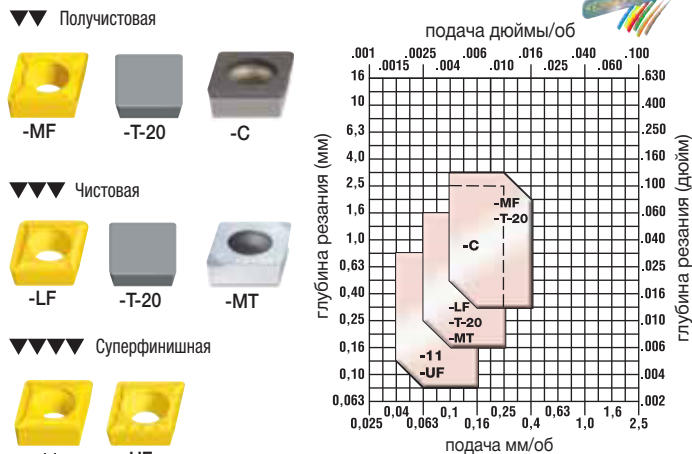 Получистовая
-MF
-T-20
-C
Чистовая
-LF
-T-20
-MT
Суперфинишная
подача дюймы/об
.001 .0025 .006 .016 .040 .100
.0015 .004 .010 .025 .060
16 .630
10 .400
6,3 .250
4,0 .160
2,5 .100
1,6 .060
1,0 .040
0,63 .025
0,40 .016
0,25 .010
0,16 .006
0,10 .004
0,063 .002
глубина резания (мм)
глубина резания (дюйм)
-MF
-T-20
-C
-LF
-T-20
-MT
-11
-UF
0,04 0,1 0,25 0,63 1,6
0,025 0,063 0,16 0,4 1,0 2,5
подача мм/об